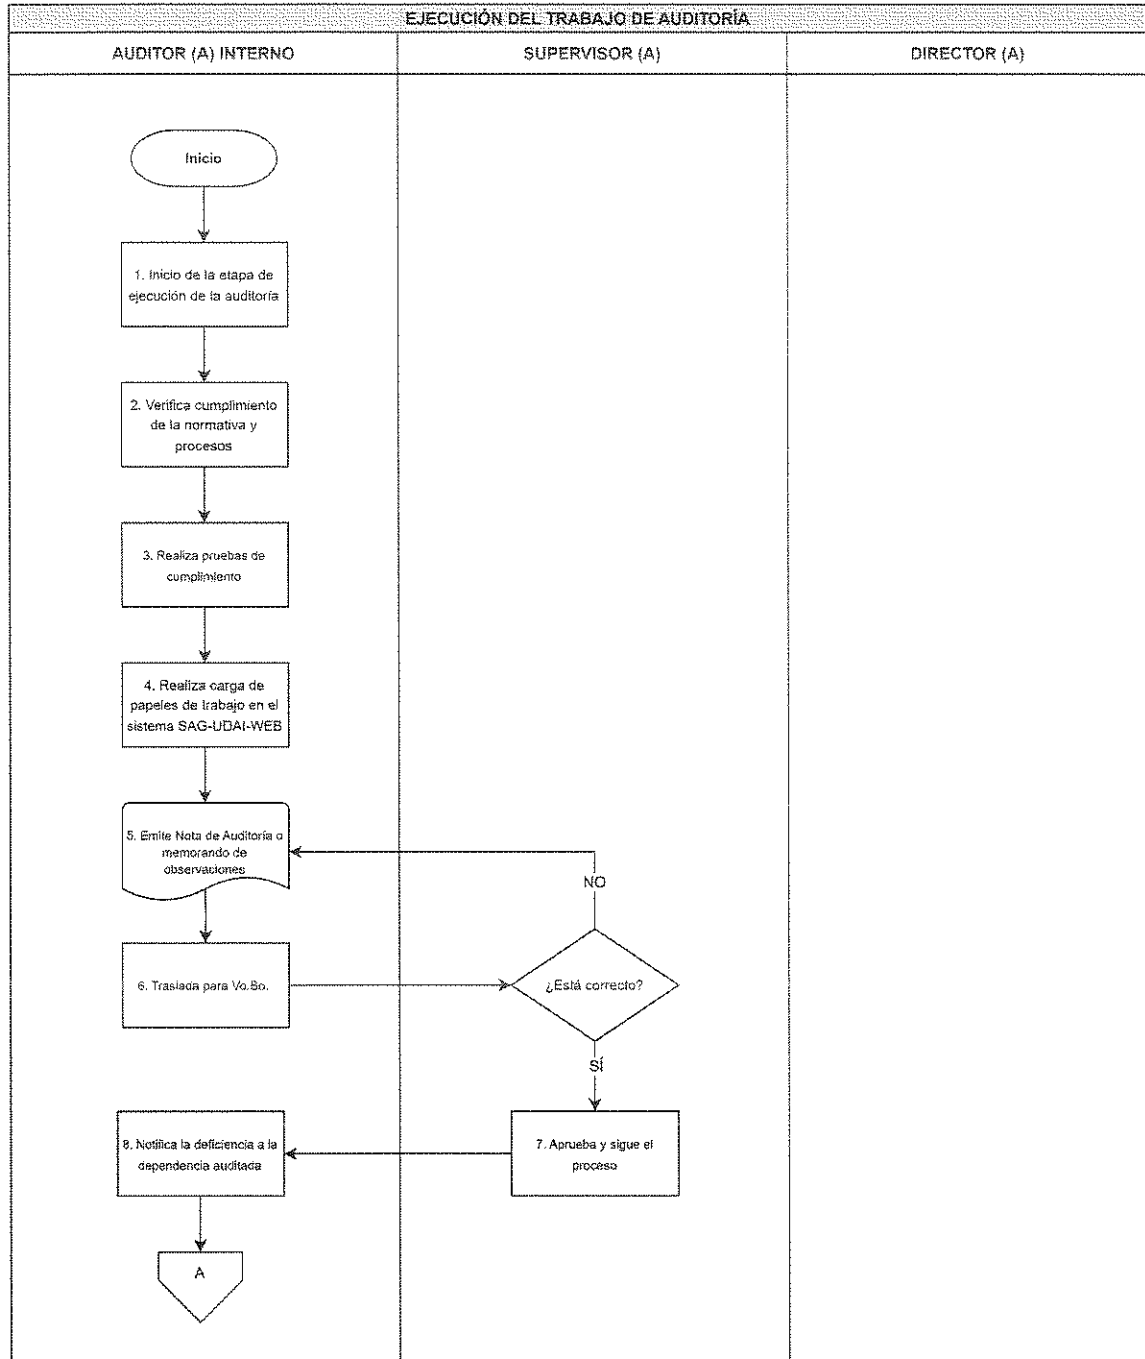 EJECUCIÓN DEL TRABAJO DE AUDITORÍA
AUDITOR (A) INTERNO
SUPERVISOR (A)
DIRECTOR (A)
Inicio
1. Inicio de la etapa de
ejecución de la auditoría
2. Verifica cumplimiento
de la normativa y
procesos
3. Realiza pruebas de
cumplimiento
4. Realiza carga de
papeles de trabajo en el
sistema SAG-UDAI-WEB
5. Emite Nota de Auditoría o
memorando de
observaciones
NO
6. Traslada para Vo.Bo.
¿Está correcto?
SÍ
8. Notifica la deficiencia a la
dependencia auditada
7. Aprueba y sigue el
proceso
A